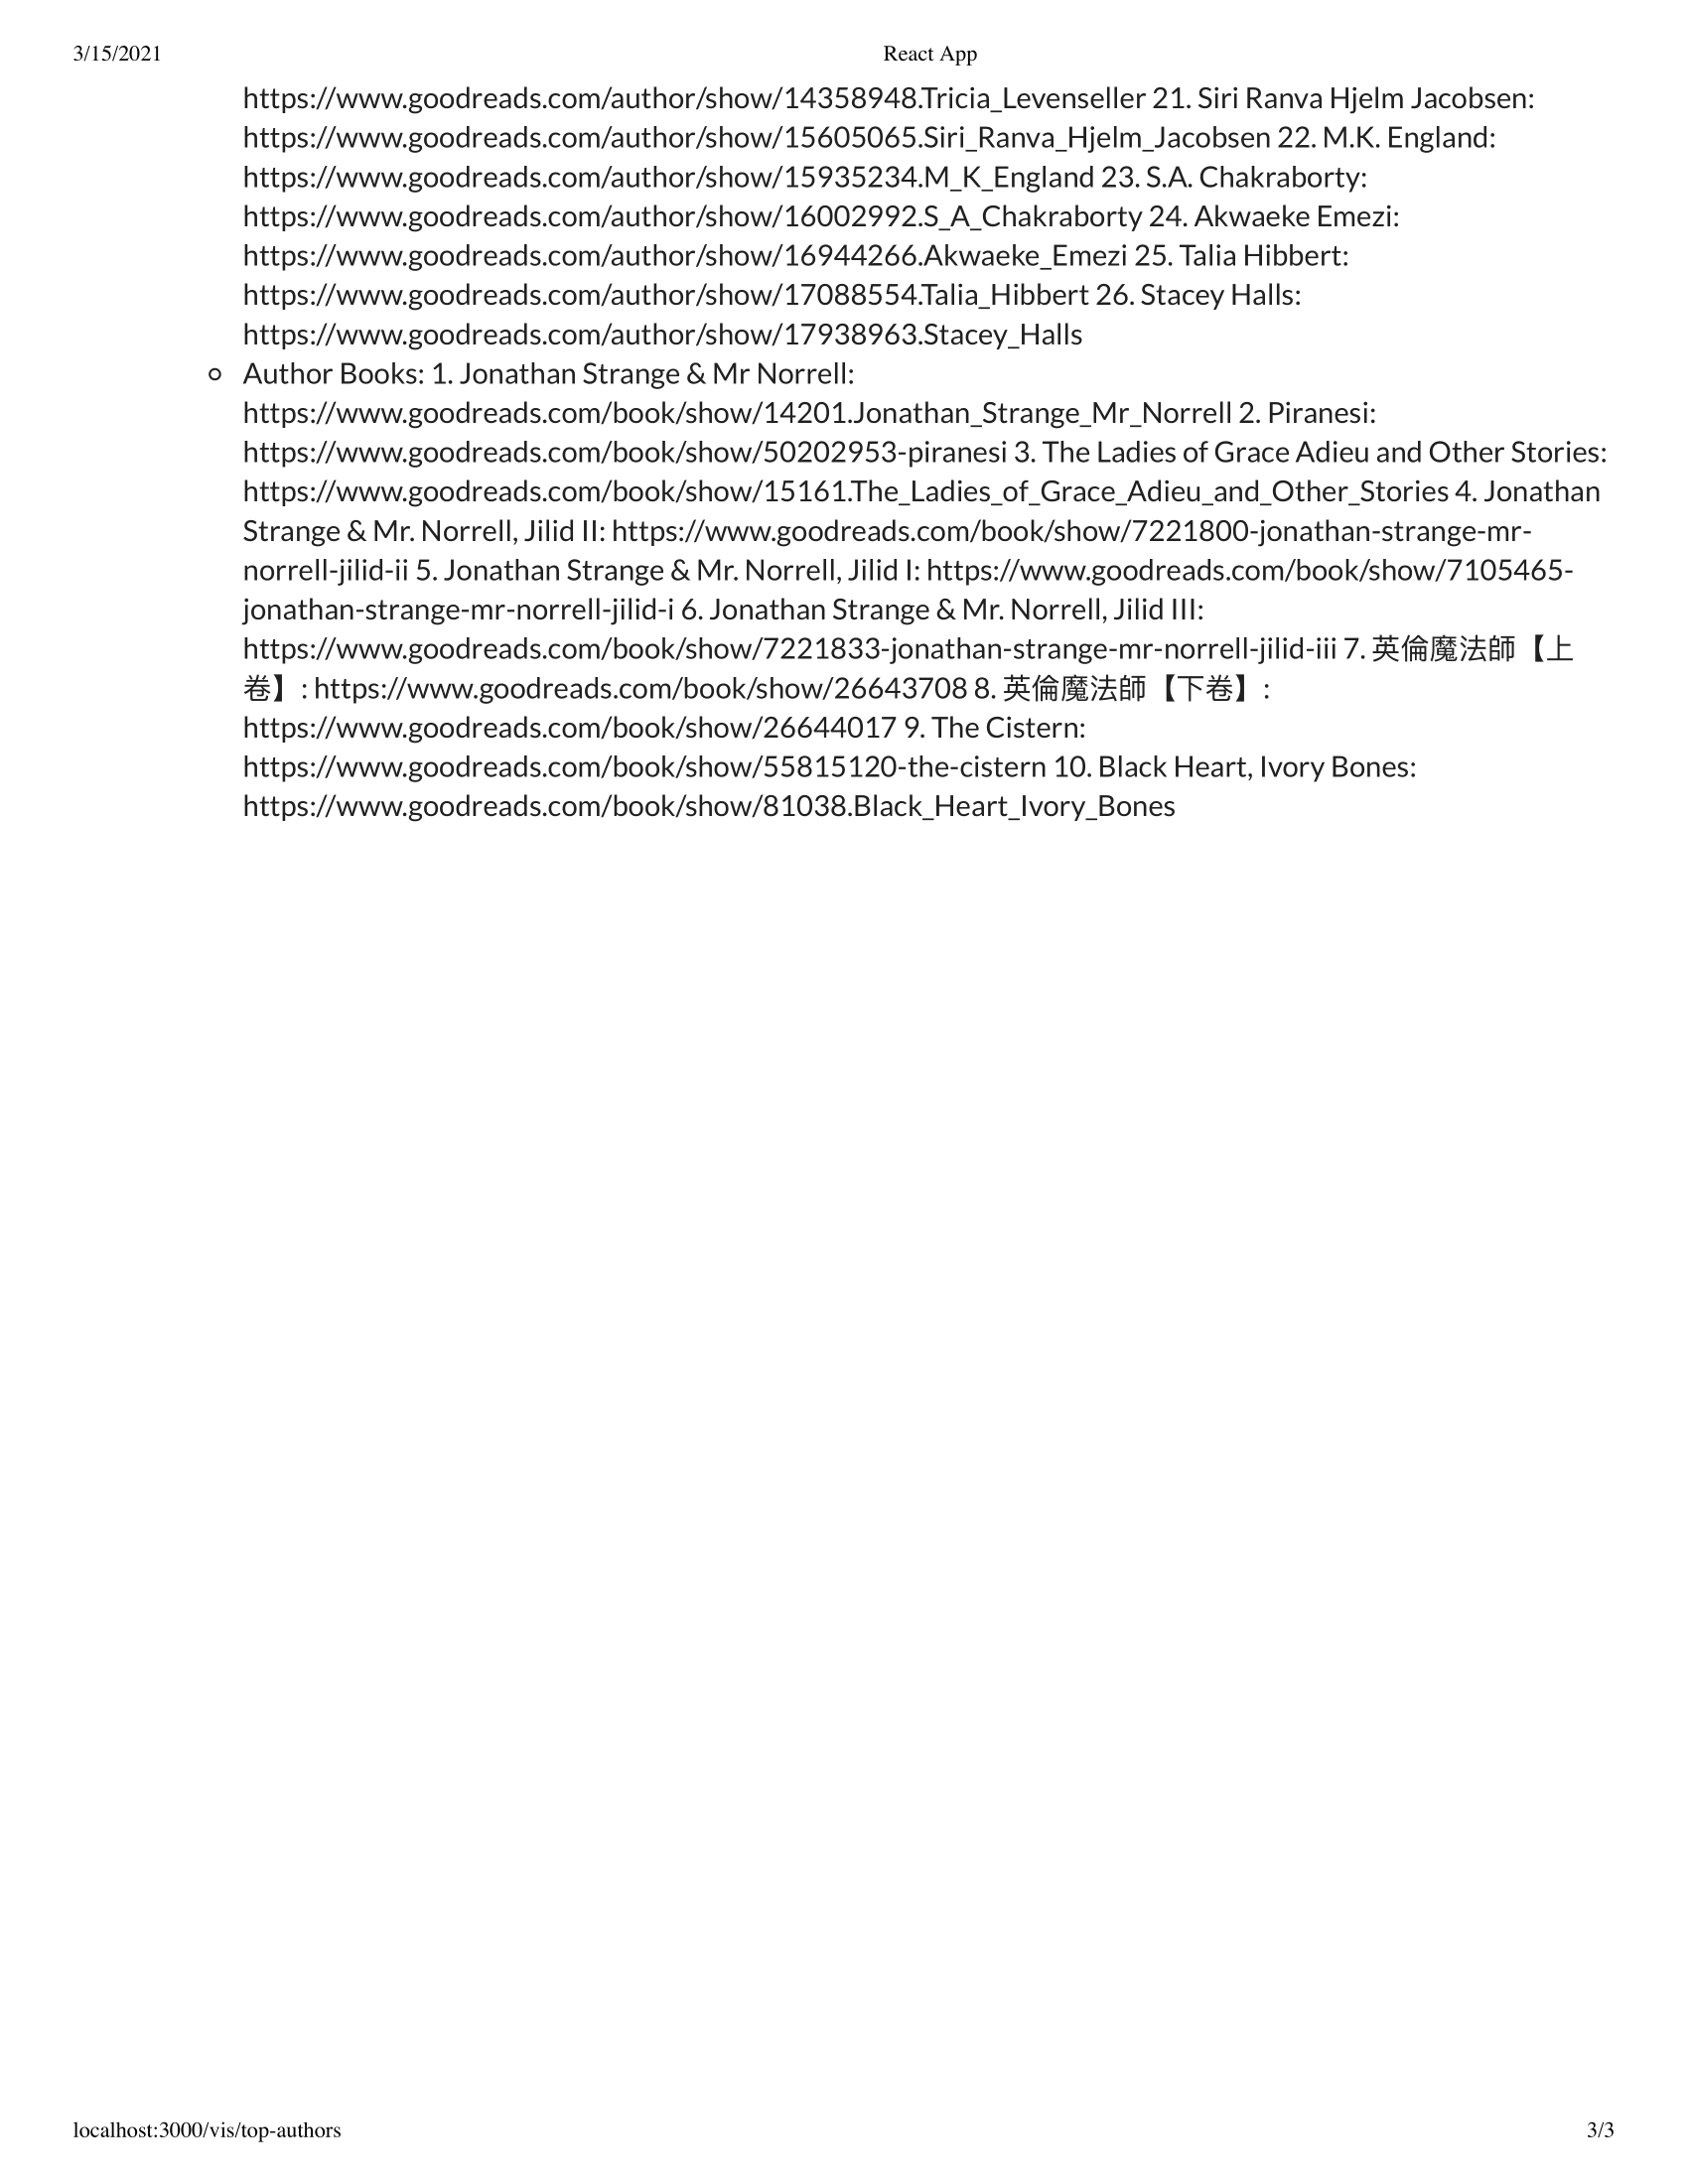 3/15/2021
React App
https://www.goodreads.com/author/show/14358948.Tricia_Levenseller 21. Siri Ranva Hjelm Jacobsen:
https://www.goodreads.com/author/show/15605065.Siri_Ranva_Hjelm_Jacobsen 22. M.K. England:
https://www.goodreads.com/author/show/15935234.M_K_England 23. S.A. Chakraborty:
https://www.goodreads.com/author/show/16002992.S_A_Chakraborty 24. Akwaeke Emezi:
https://www.goodreads.com/author/show/16944266.Akwaeke_Emezi 25. Talia Hibbert:
https://www.goodreads.com/author/show/17088554.Talia_Hibbert 26. Stacey Halls:
https://www.goodreads.com/author/show/17938963.Stacey_Halls
Author Books: 1. Jonathan Strange & Mr Norrell:
https://www.goodreads.com/book/show/14201.Jonathan_Strange_Mr_Norrell 2. Piranesi:
https://www.goodreads.com/book/show/50202953-piranesi 3. The Ladies of Grace Adieu and Other Stories:
https://www.goodreads.com/book/show/15161.The_Ladies_of_Grace_Adieu_and_Other_Stories 4. Jonathan
Strange & Mr. Norrell, Jilid II: https://www.goodreads.com/book/show/7221800-jonathan-strange-mr-
norrell-jilid-ii 5. Jonathan Strange & Mr. Norrell, Jilid I: https://www.goodreads.com/book/show/7105465-
jonathan-strange-mr-norrell-jilid-i 6. Jonathan Strange & Mr. Norrell, Jilid III:
https://www.goodreads.com/book/show/7221833-jonathan-strange-mr-norrell-jilid-iii 7. 英倫魔法師【上
卷】: https://www.goodreads.com/book/show/26643708 8. 英倫魔法師【下卷】:
https://www.goodreads.com/book/show/26644017 9. The Cistern:
https://www.goodreads.com/book/show/55815120-the-cistern 10. Black Heart, Ivory Bones:
https://www.goodreads.com/book/show/81038.Black_Heart_Ivory_Bones
localhost:3000/vis/top-authors
3/3